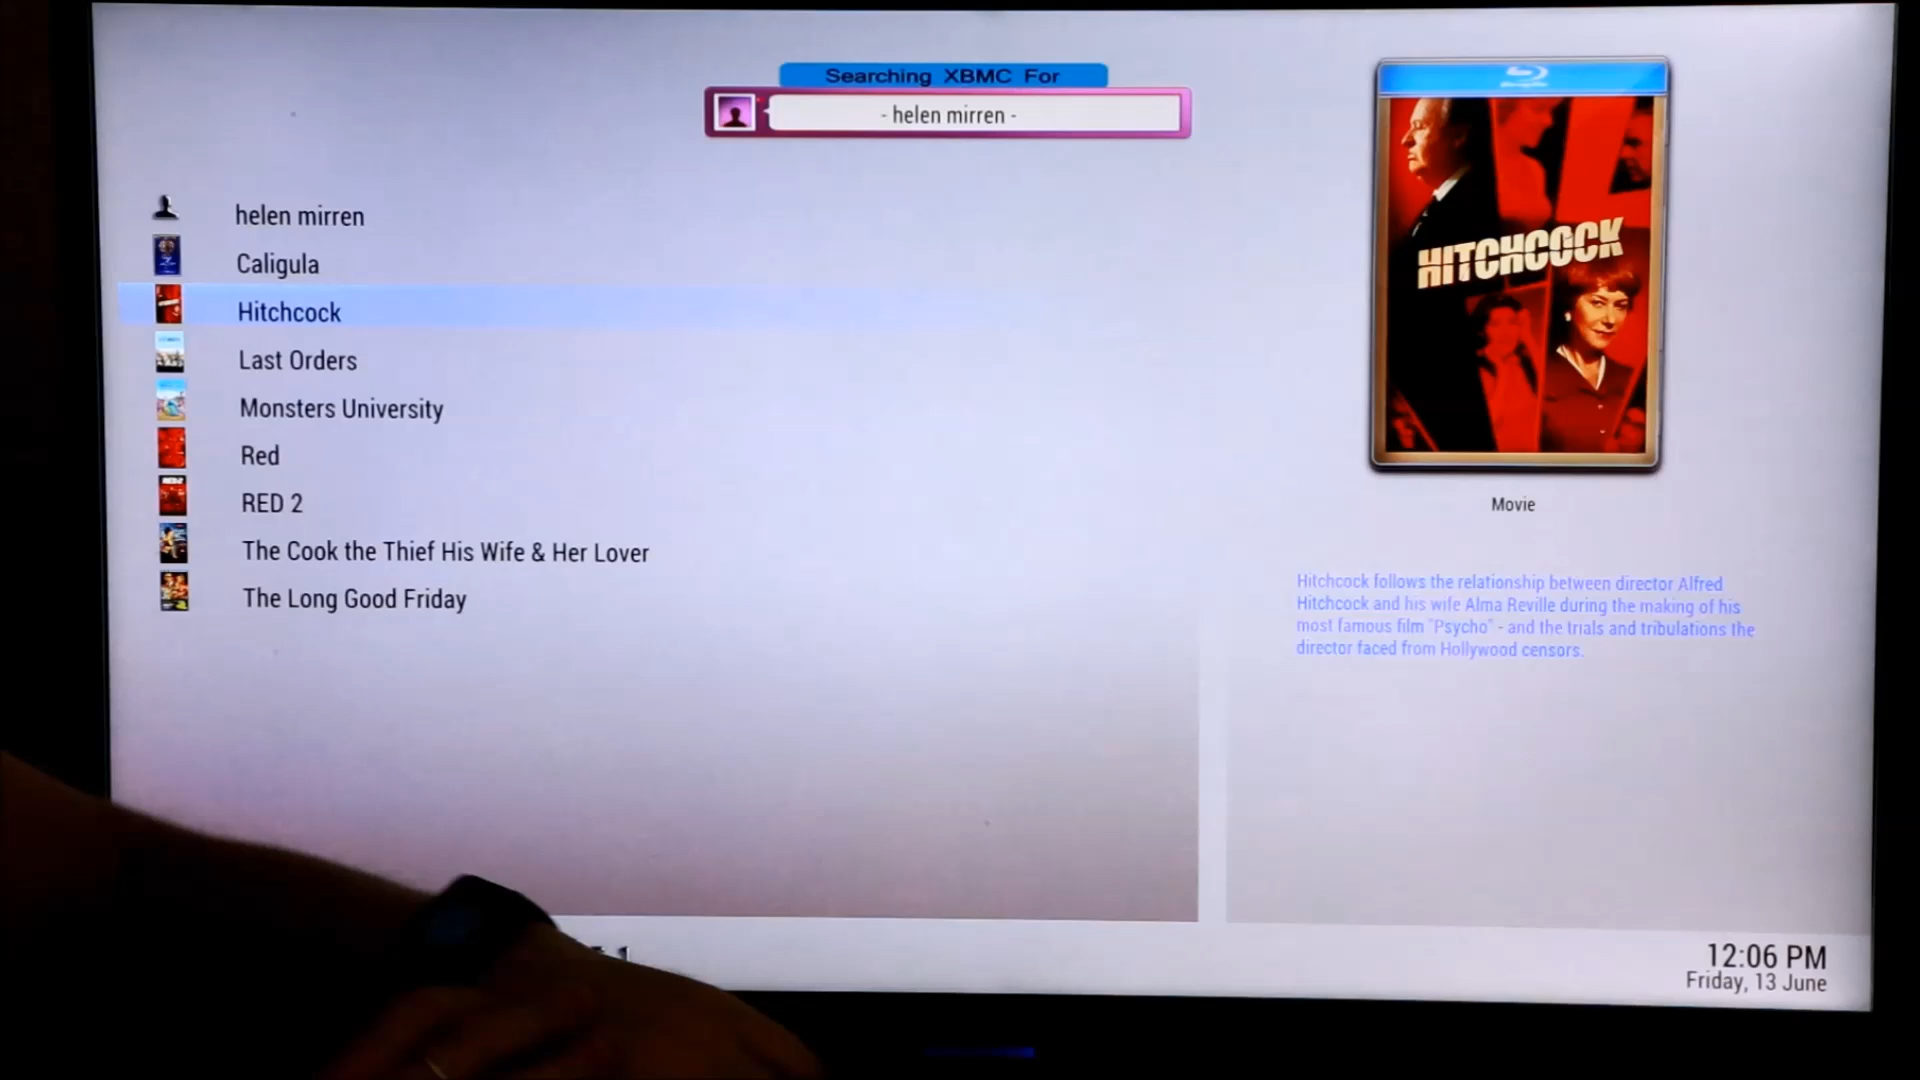 Searching XBMC For
- helen mirren -
helen mirren
Caligula
Hitchcock
Last Orders
Monsters University
Red
RED 2
The Cook the Thief His Wife & Her Lover
The Long Good Friday
HITCHCOCK
Movie
Hitchcock follows the relationship between director Alfred
Hitchcock and his wife Alma Reville during the making of his
most famous film "Psycho" - and the trials and tribulations the
director faced from Hollywood censors.
12:06 PM
Friday, 13 June